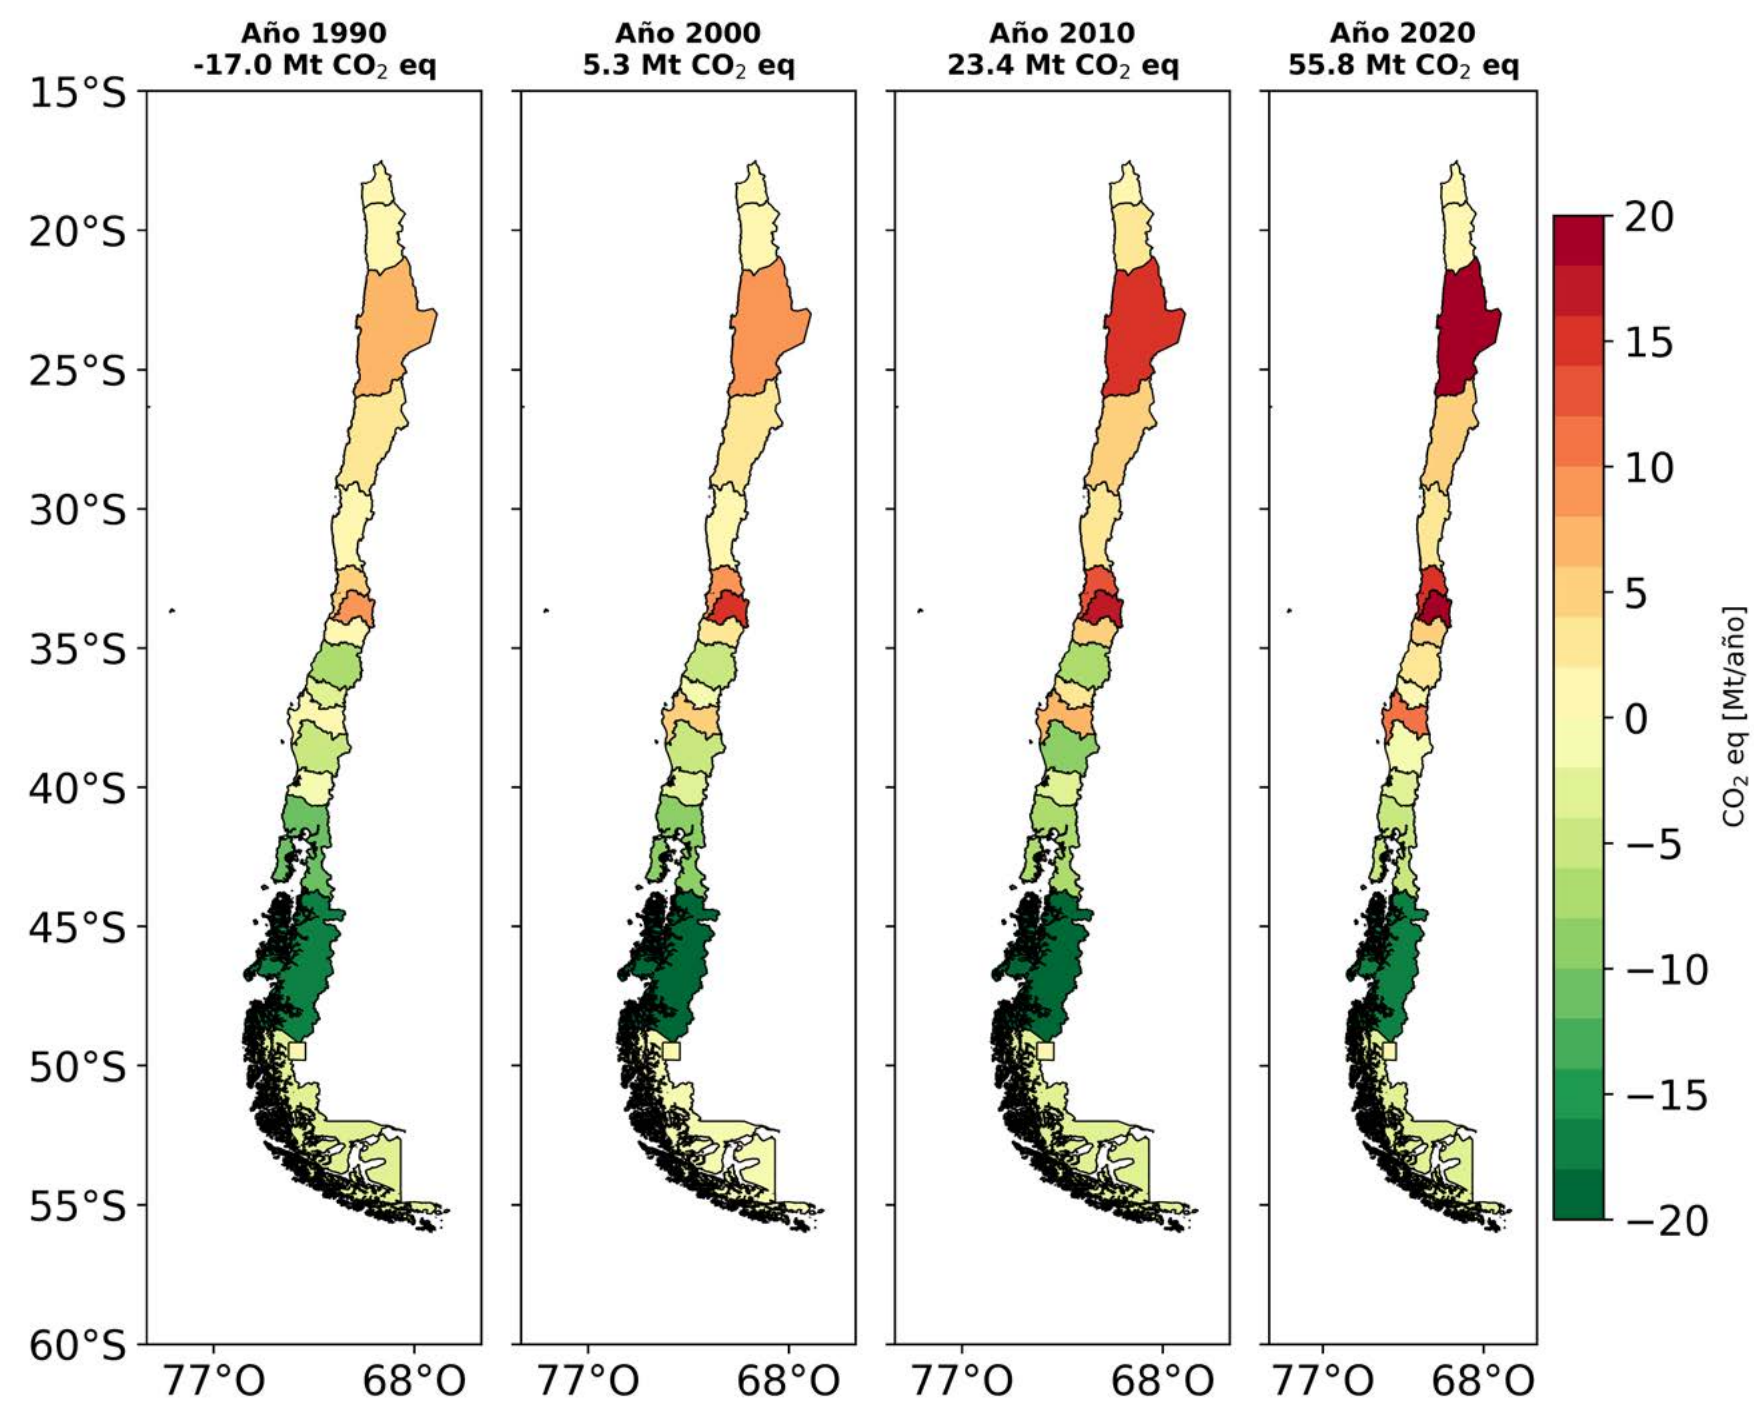 Año 1990
-17.0 Mt CO₂ eq
Año 2000
5.3 Mt CO₂ eq
Año 2010
23.4 Mt CO₂ eq
Año 2020
55.8 Mt CO₂ eq
15°S
20°S
25°S
30°S
35°S
40°S
45°S
50°S
55°S
60°S
77°O
68°O
77°O
68°O
77°O
68°O
77°O
68°O
20
15
10
5
0
−5
−10
−15
−20
CO₂ eq [Mt/año]